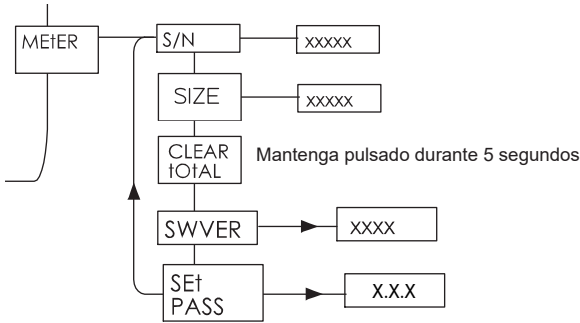 MEtER
S/N
xxxxx
SIZE
xxxxx
CLEAR
tOtAL
Mantenga pulsado durante 5 segundos
SWVER
XXXX
SEt
PASS
X.X.X